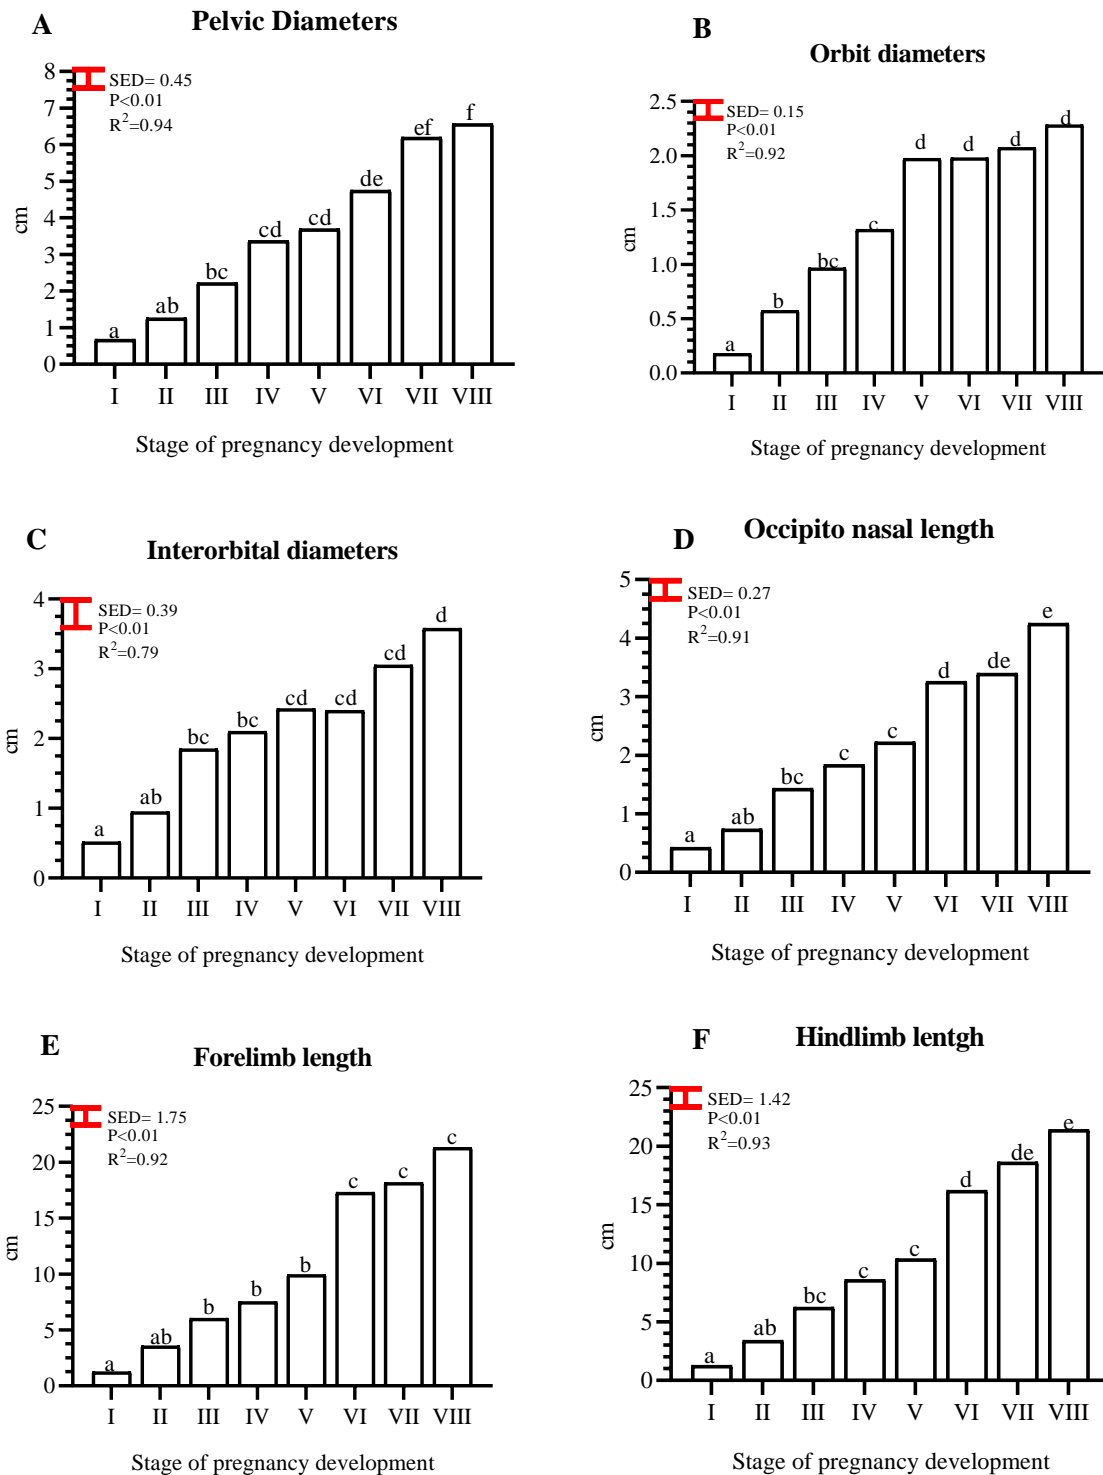 A
Pelvic Diameters
8
7
6
5
4
3
2
1
0
cm
SED= 0.45
P<0.01
R²=0.94
a
ab
bc
cd
cd
de
ef
f
I II III IV V VI VII VIII
Stage of pregnancy development
B
Orbit diameters
2.5
2.0
1.5
1.0
0.5
0.0
cm
SED= 0.15
P<0.01
R²=0.92
a
b
bc
c
d
d
d
d
I II III IV V VI VII VIII
Stage of pregnancy development
C
Interorbital diameters
4
3
2
1
0
cm
SED= 0.39
P<0.01
R²=0.79
a
ab
bc
bc
cd
cd
cd
d
I II III IV V VI VII VIII
Stage of pregnancy development
D
Occipito nasal length
5
4
3
2
1
0
cm
SED= 0.27
P<0.01
R²=0.91
a
ab
bc
c
c
d
de
e
I II III IV V VI VII VIII
Stage of pregnancy development
E
Forelimb length
25
20
15
10
5
0
cm
SED= 1.75
P<0.01
R²=0.92
a
ab
b
b
b
c
c
c
I II III IV V VI VII VIII
Stage of pregnancy development
F
Hindlimb lentgh
25
20
15
10
5
0
cm
SED= 1.42
P<0.01
R²=0.93
a
ab
bc
c
c
d
de
e
I II III IV V VI VII VIII
Stage of pregnancy development